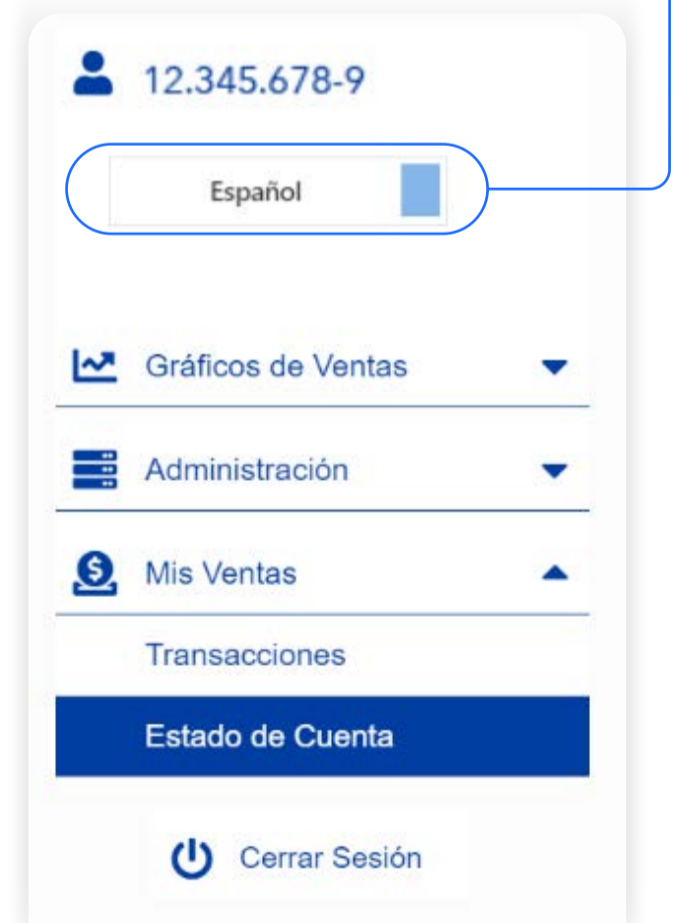 12.345.678-9
Español
Gráficos de Ventas
Administración
Mis Ventas
Transacciones
Estado de Cuenta
Cerrar Sesión